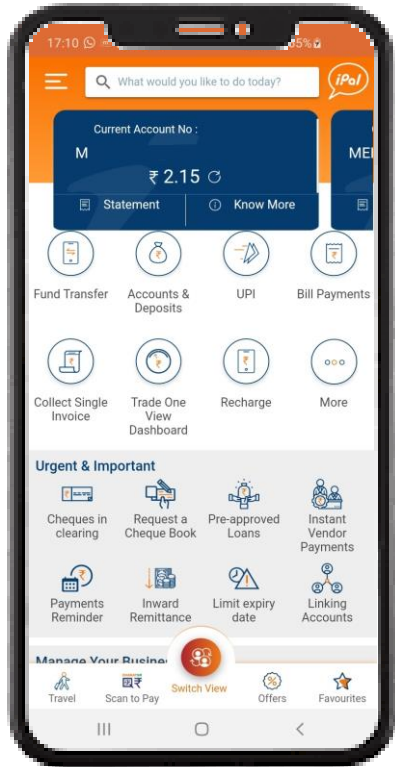 17:10
5%
What would you like to do today?
iPal
Current Account No :
M
₹ 2.15
Statement
Know More
MEI
Fund Transfer
Accounts &
Deposits
UPI
Bill Payments
Collect Single
Invoice
Trade One
View
Dashboard
Recharge
More
Urgent & Important
Cheques in
clearing
Request a
Cheque Book
Pre-approved
Loans
Instant
Vendor
Payments
Payments
Reminder
Inward
Remittance
Limit expiry
date
Linking
Accounts
Manage Your Busine
Travel
Scan to Pay
Switch View
Offers
Favourites